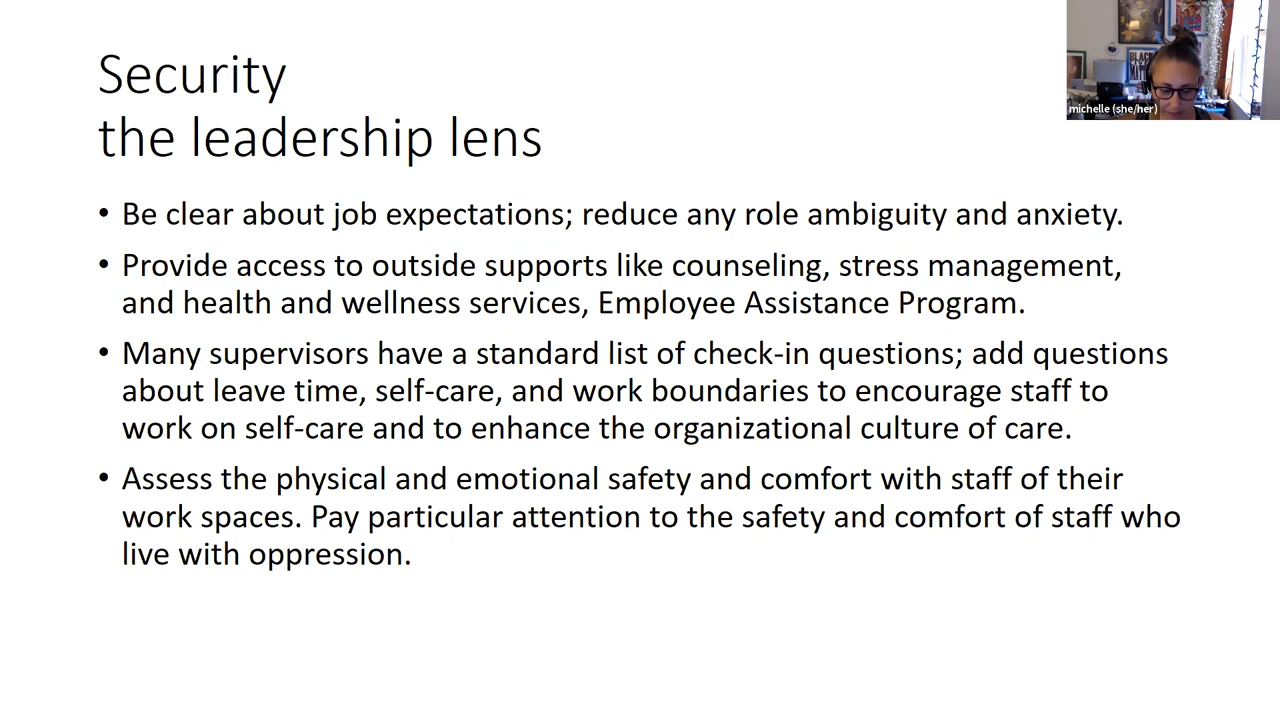 Security
the leadership lens
michelle (she/her)
• Be clear about job expectations; reduce any role ambiguity and anxiety.
• Provide access to outside supports like counseling, stress management,
and health and wellness services, Employee Assistance Program.
• Many supervisors have a standard list of check-in questions; add questions
about leave time, self-care, and work boundaries to encourage staff to
work on self-care and to enhance the organizational culture of care.
• Assess the physical and emotional safety and comfort with staff of their
work spaces. Pay particular attention to the safety and comfort of staff who
live with oppression.